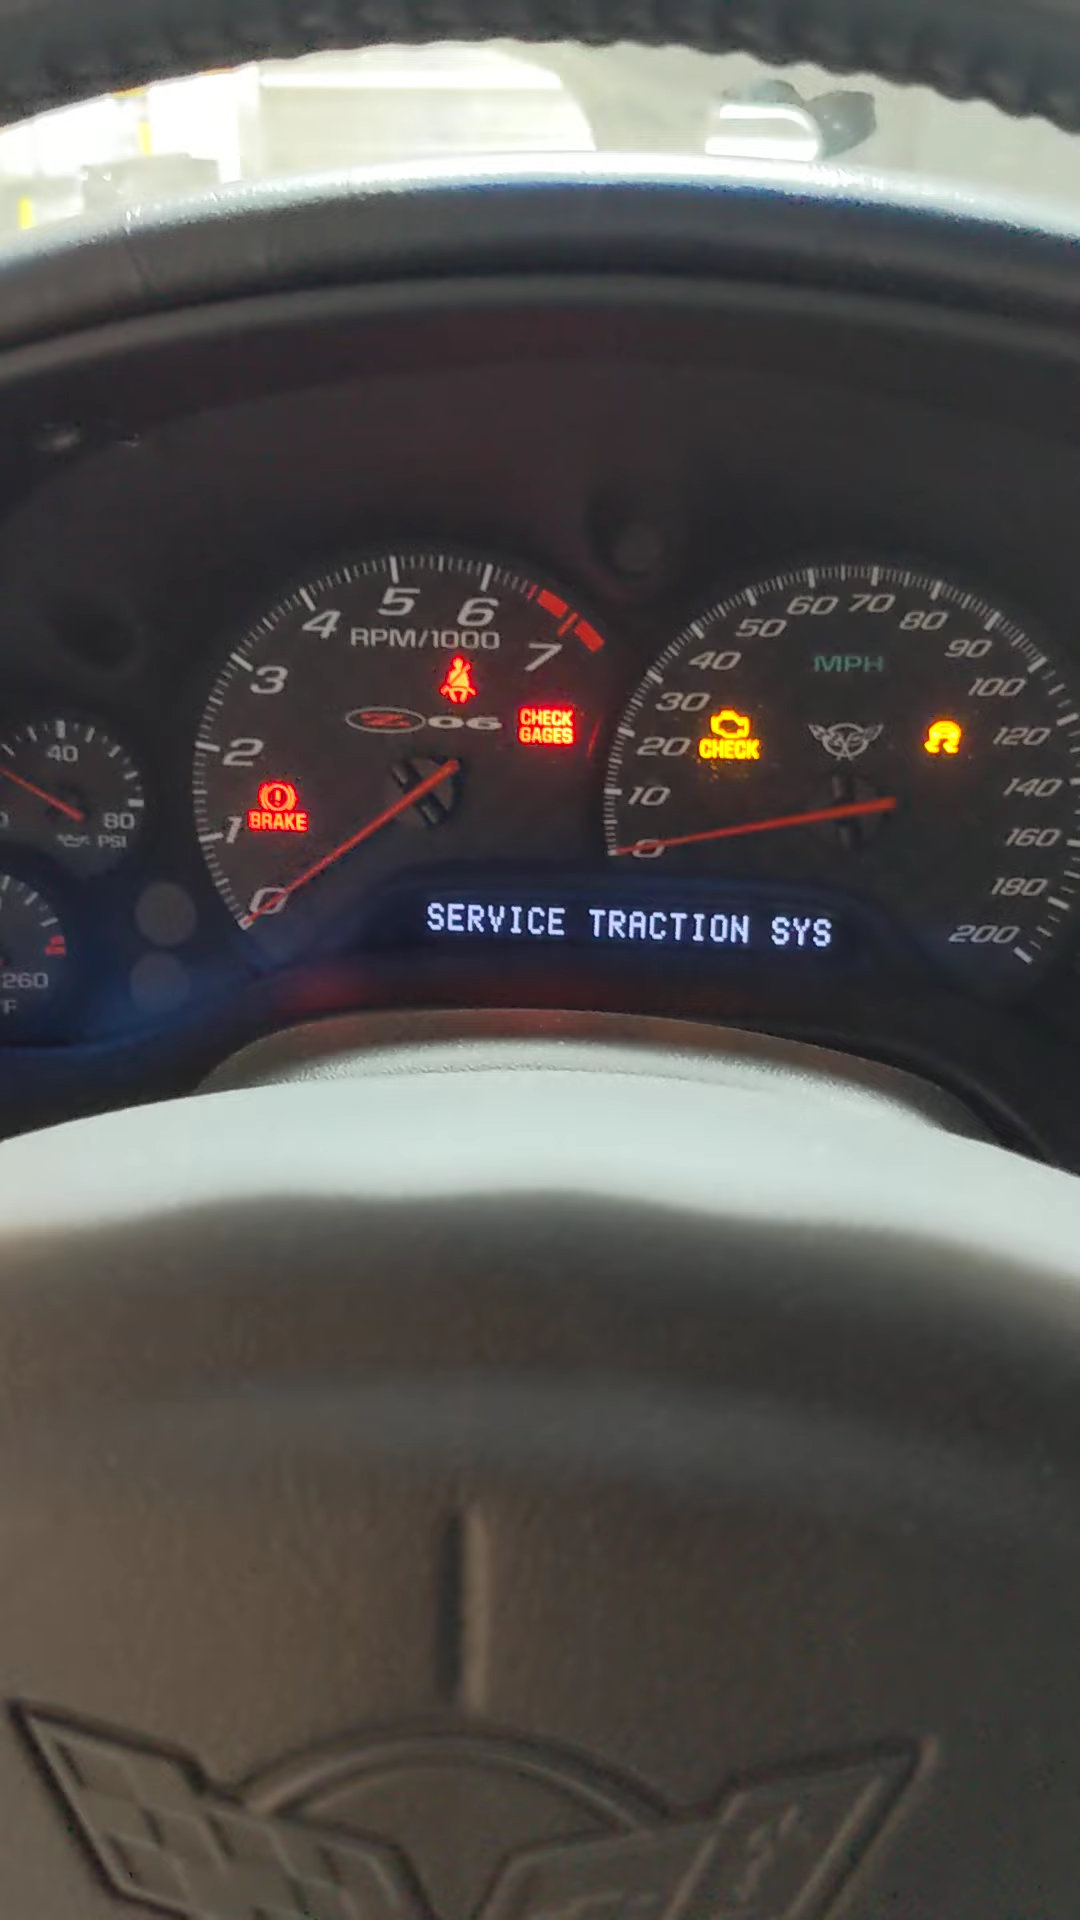 5
6
4
RPM/1000
7
3
Z06
CHECK
GAGES
2
BRAKE
1
0
40
80
PSI
260
°F
60
70
50
80
40
MPH
90
30
100
CHECK
20
120
10
140
0
160
180
200
SERVICE TRACTION SYS